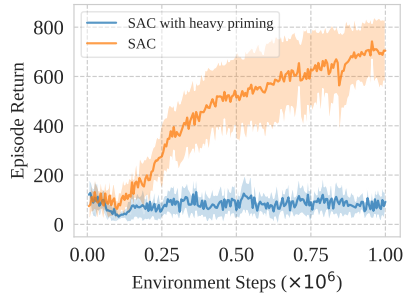 SAC with heavy priming
SAC
Episode Return
800
600
400
200
0
0.00
0.25
0.50
0.75
1.00
Environment Steps (×10⁶)